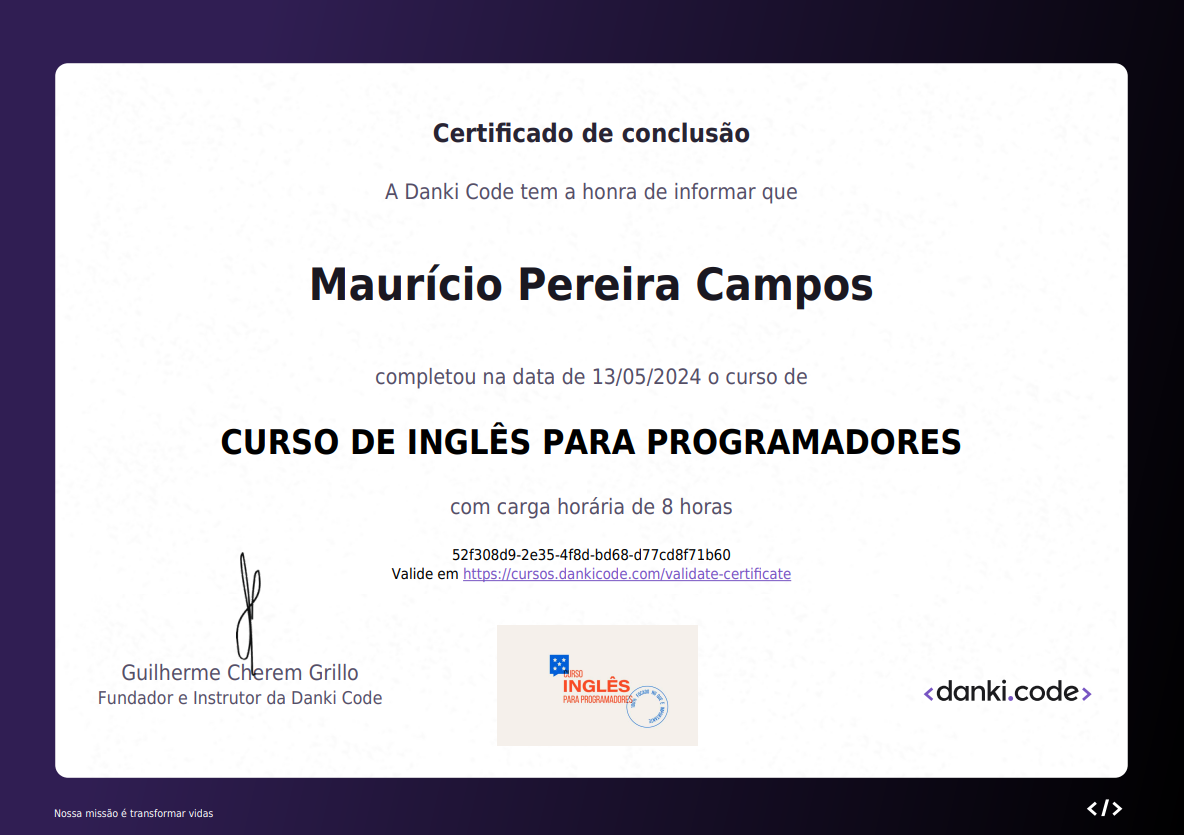 Certificado de conclusão
A Danki Code tem a honra de informar que
Maurício Pereira Campos
completou na data de 13/05/2024 o curso de
CURSO DE INGLÊS PARA PROGRAMADORES
com carga horária de 8 horas
52f308d9-2e35-4f8d-bd68-d77cd8f71b60
Valide em https://cursos.dankicode.com/validate-certificate
Guilherme Cherem Grillo
Fundador e Instrutor da Danki Code
CURSO
INGLÊS
PARA PROGRAMADORES
<danki.code>
Nossa missão é transformar vidas
</>